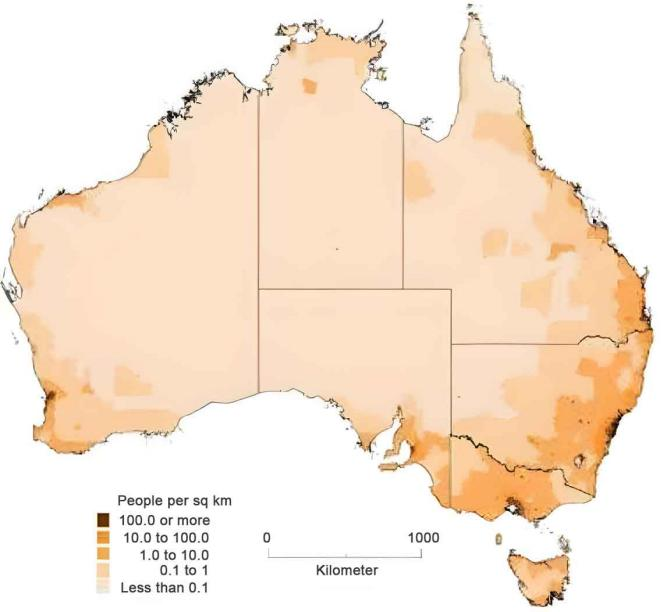 People per sq km
100.0 or more
10.0 to 100.0
1.0 to 10.0
0.1 to 1
Less than 0.1
0 1000
Kilometer